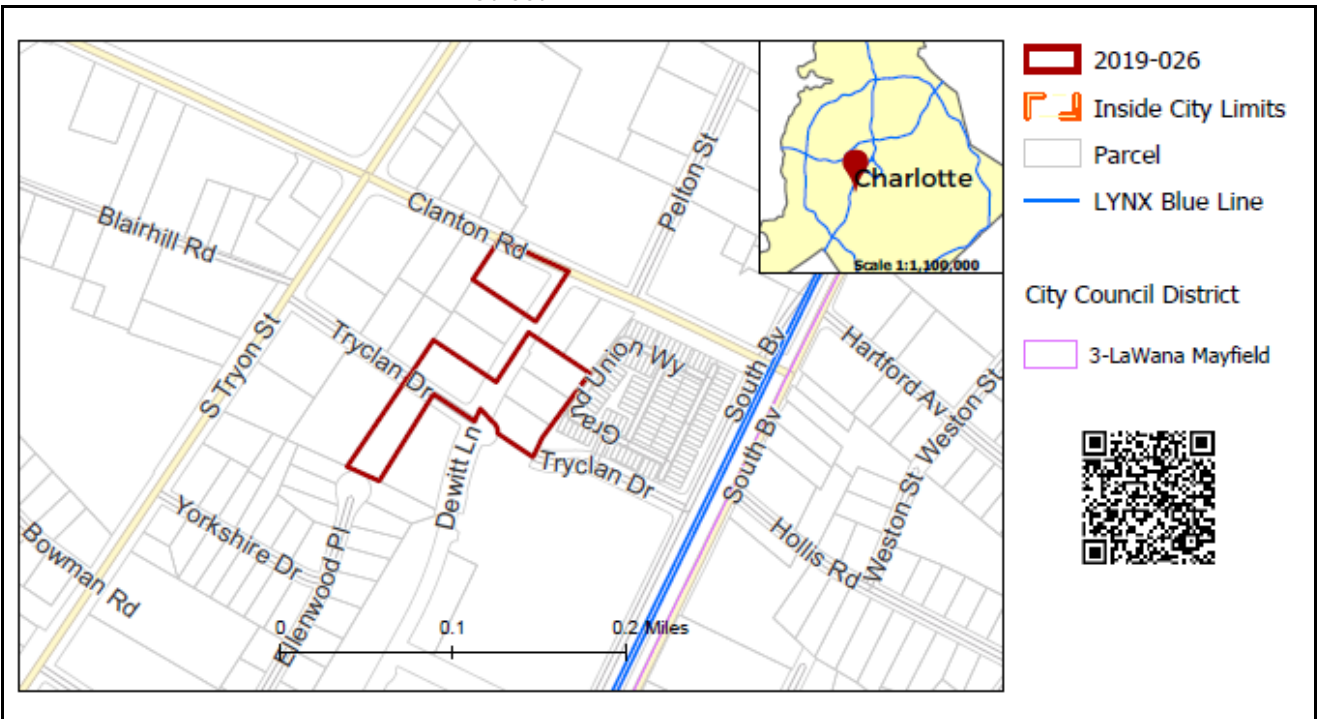 Blairhill Rd
Clanton Rd
Pelton St
Charlotte
Scale 1:1,100,000
S Tryon St
Tryclan Dr
Grand Union Wy
South Bv
South Bv
Hartford Av
Weston St
Weston St
Dewitt Ln
Tryclan Dr
Hollis Rd
Yorkshire Dr
Bowman Rd
Ellenwood Pl
0 0.1 0.2 Miles
2019-026
Inside City Limits
Parcel
LYNX Blue Line
City Council District
3-LaWana Mayfield